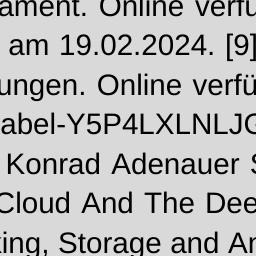 ament. Online verfü
am 19.02.2024. [9]
ungen. Online verfü
abel-Y5P4LXLNLJG
Konrad Adenauer S
Cloud And The Dee
king, Storage and An